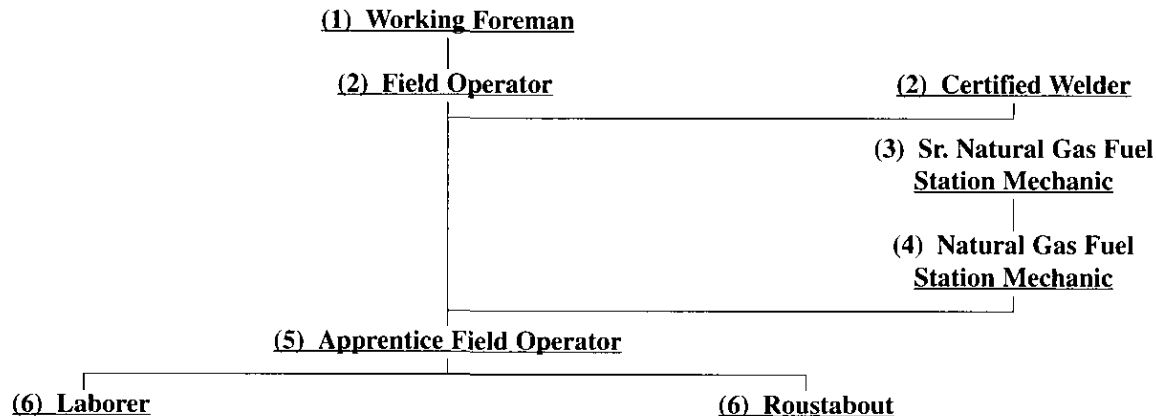 (1) Working Foreman
(2) Field Operator
(2) Certified Welder
(3) Sr. Natural Gas Fuel
Station Mechanic
(4) Natural Gas Fuel
Station Mechanic
(5) Apprentice Field Operator
(6) Laborer
(6) Roustabout